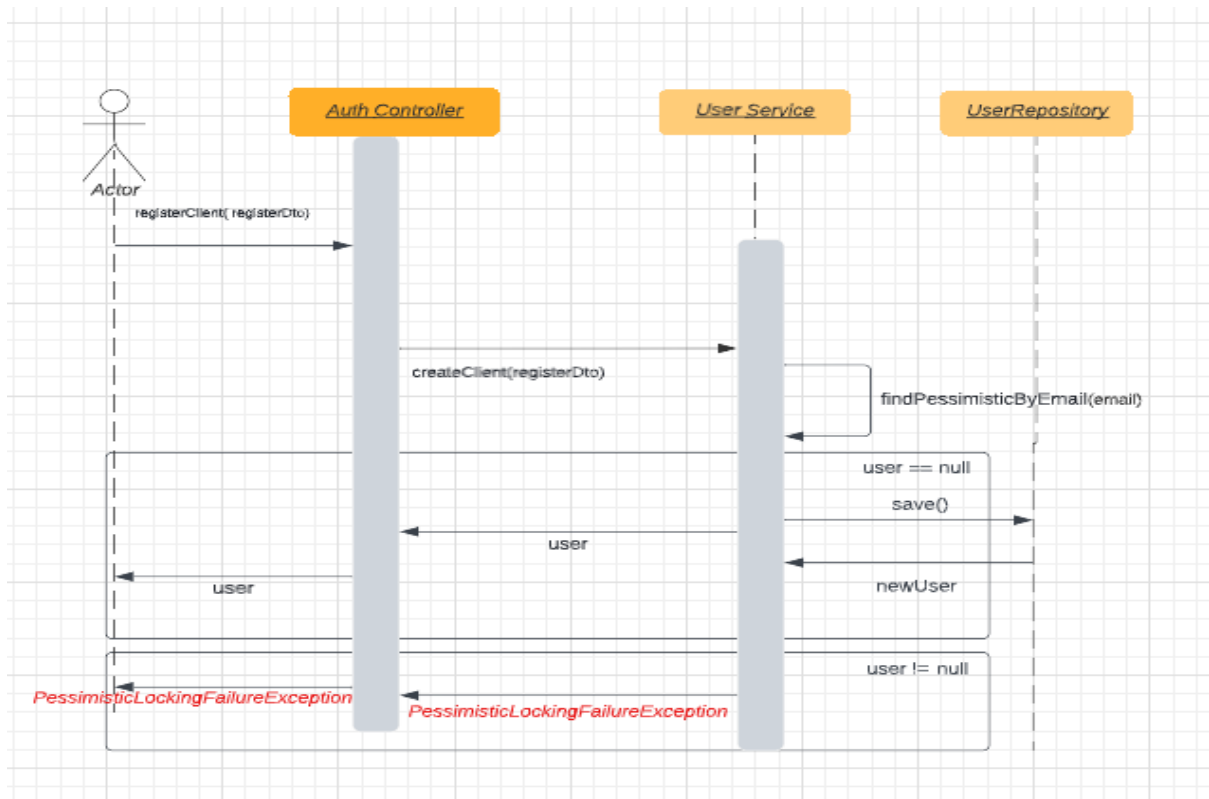 Auth Controller
User Service
UserRepository
Actor
registerClient( registerDto)
createClient(registerDto)
findPessimisticByEmail(email)
user == null
save()
user
user
newUser
user != null
PessimisticLockingFailureException
PessimisticLockingFailureException